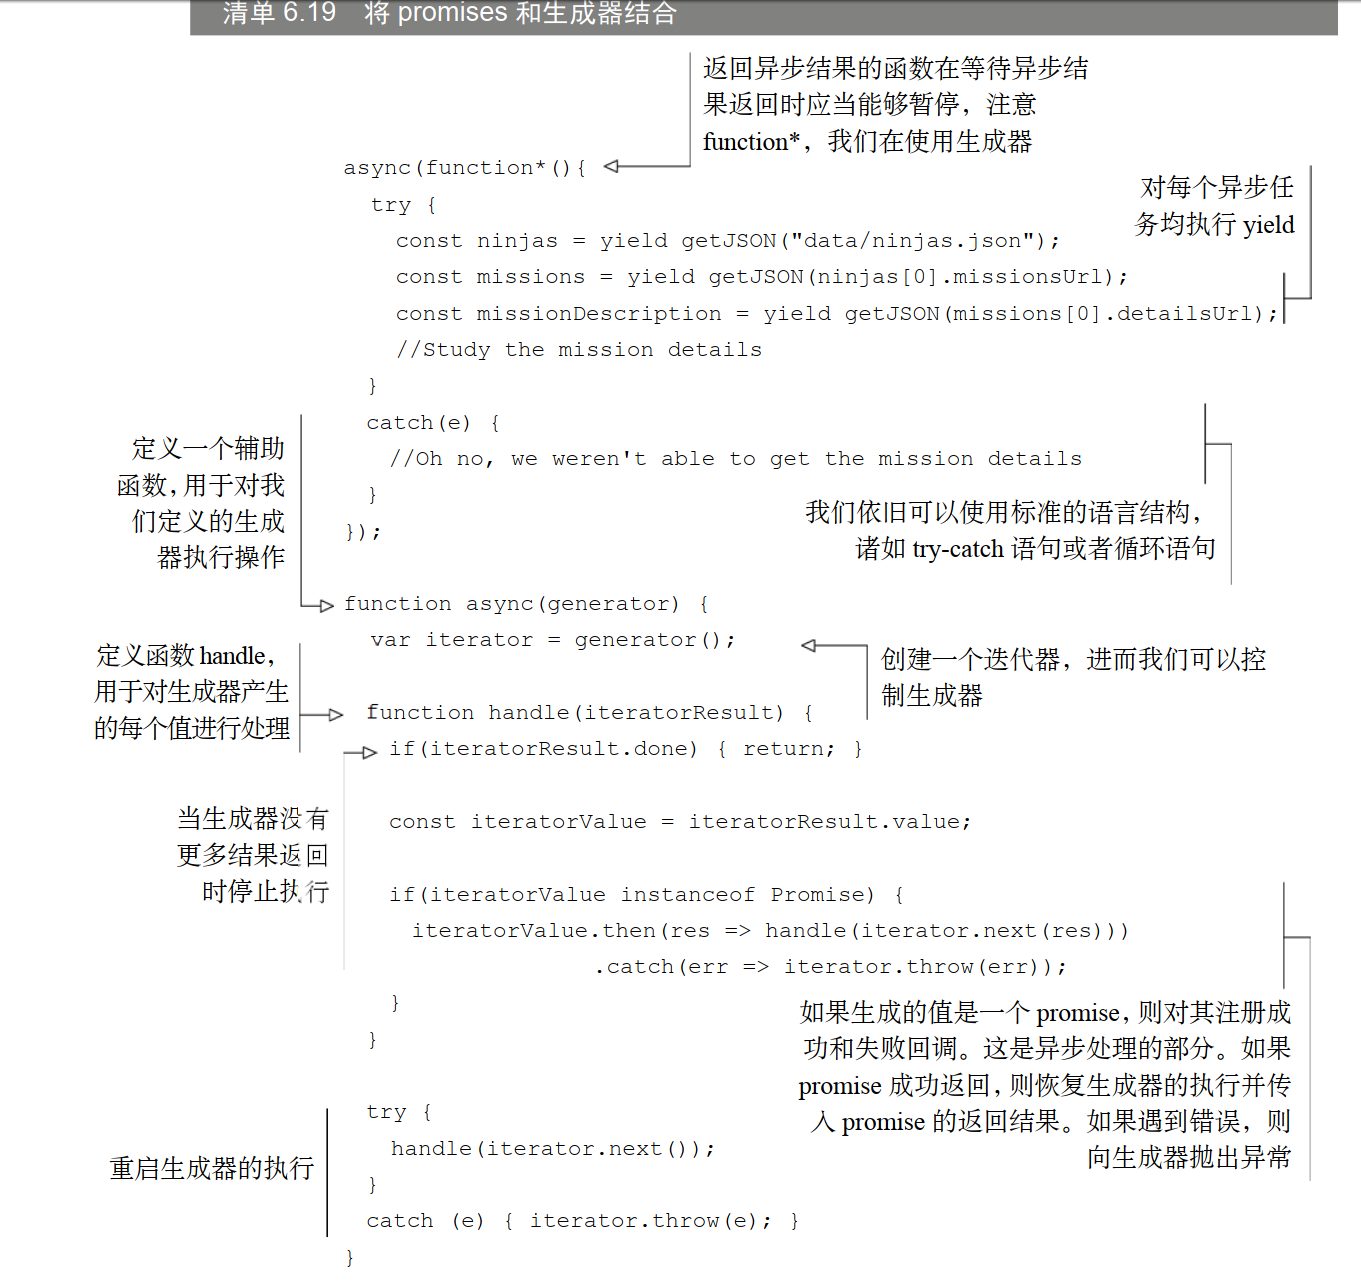 清单 6.19 将 promises 和生成器结合
返回异步结果的函数在等待异步结
果返回时应当能够暂停，注意
function*，我们在使用生成器
async(function*(){
try {
对每个异步任
务均执行 yield
const ninjas = yield getJSON("data/ninjas.json");
const missions = yield getJSON(ninjas[0].missionsUrl);
const missionDescription = yield getJSON(missions[0].detailsUrl);
//Study the mission details
}
catch(e) {
//Oh no, we weren't able to get the mission details
}
});
我们依旧可以使用标准的语言结构，
诸如 try-catch 语句或者循环语句
定义一个辅助
函数，用于对我
们定义的生成
器执行操作
function async(generator) {
var iterator = generator();
创建一个迭代器，进而我们可以控
制生成器
定义函数 handle，
用于对生成器产生
的每个值进行处理
function handle(iteratorResult) {
if(iteratorResult.done) { return; }
当生成器没有
更多结果返回
时停止执行
const iteratorValue = iteratorResult.value;
if(iteratorValue instanceof Promise) {
iteratorValue.then(res => handle(iterator.next(res)))
.catch(err => iterator.throw(err));
}
}
如果生成的值是一个 promise，则对其注册成
功和失败回调。这是异步处理的部分。如果
promise 成功返回，则恢复生成器的执行并传
入 promise 的返回结果。如果遇到错误，则
向生成器抛出异常
try {
handle(iterator.next());
}
重启生成器的执行
catch (e) { iterator.throw(e); }
}